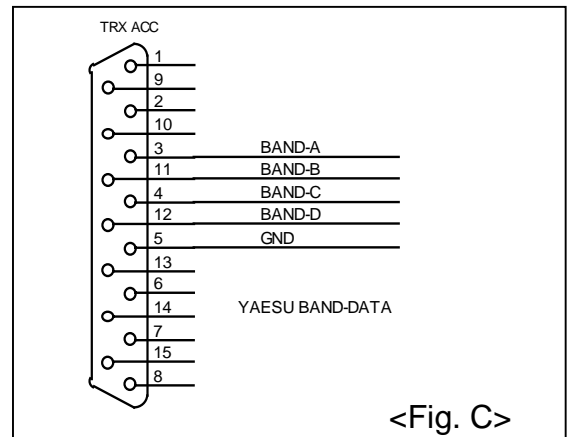 TRX ACC
1
9
2
10
3 BAND-A
11 BAND-B
4 BAND-C
12 BAND-D
5 GND
13
6
14 YAESU BAND-DATA
7
15
8
<Fig. C>